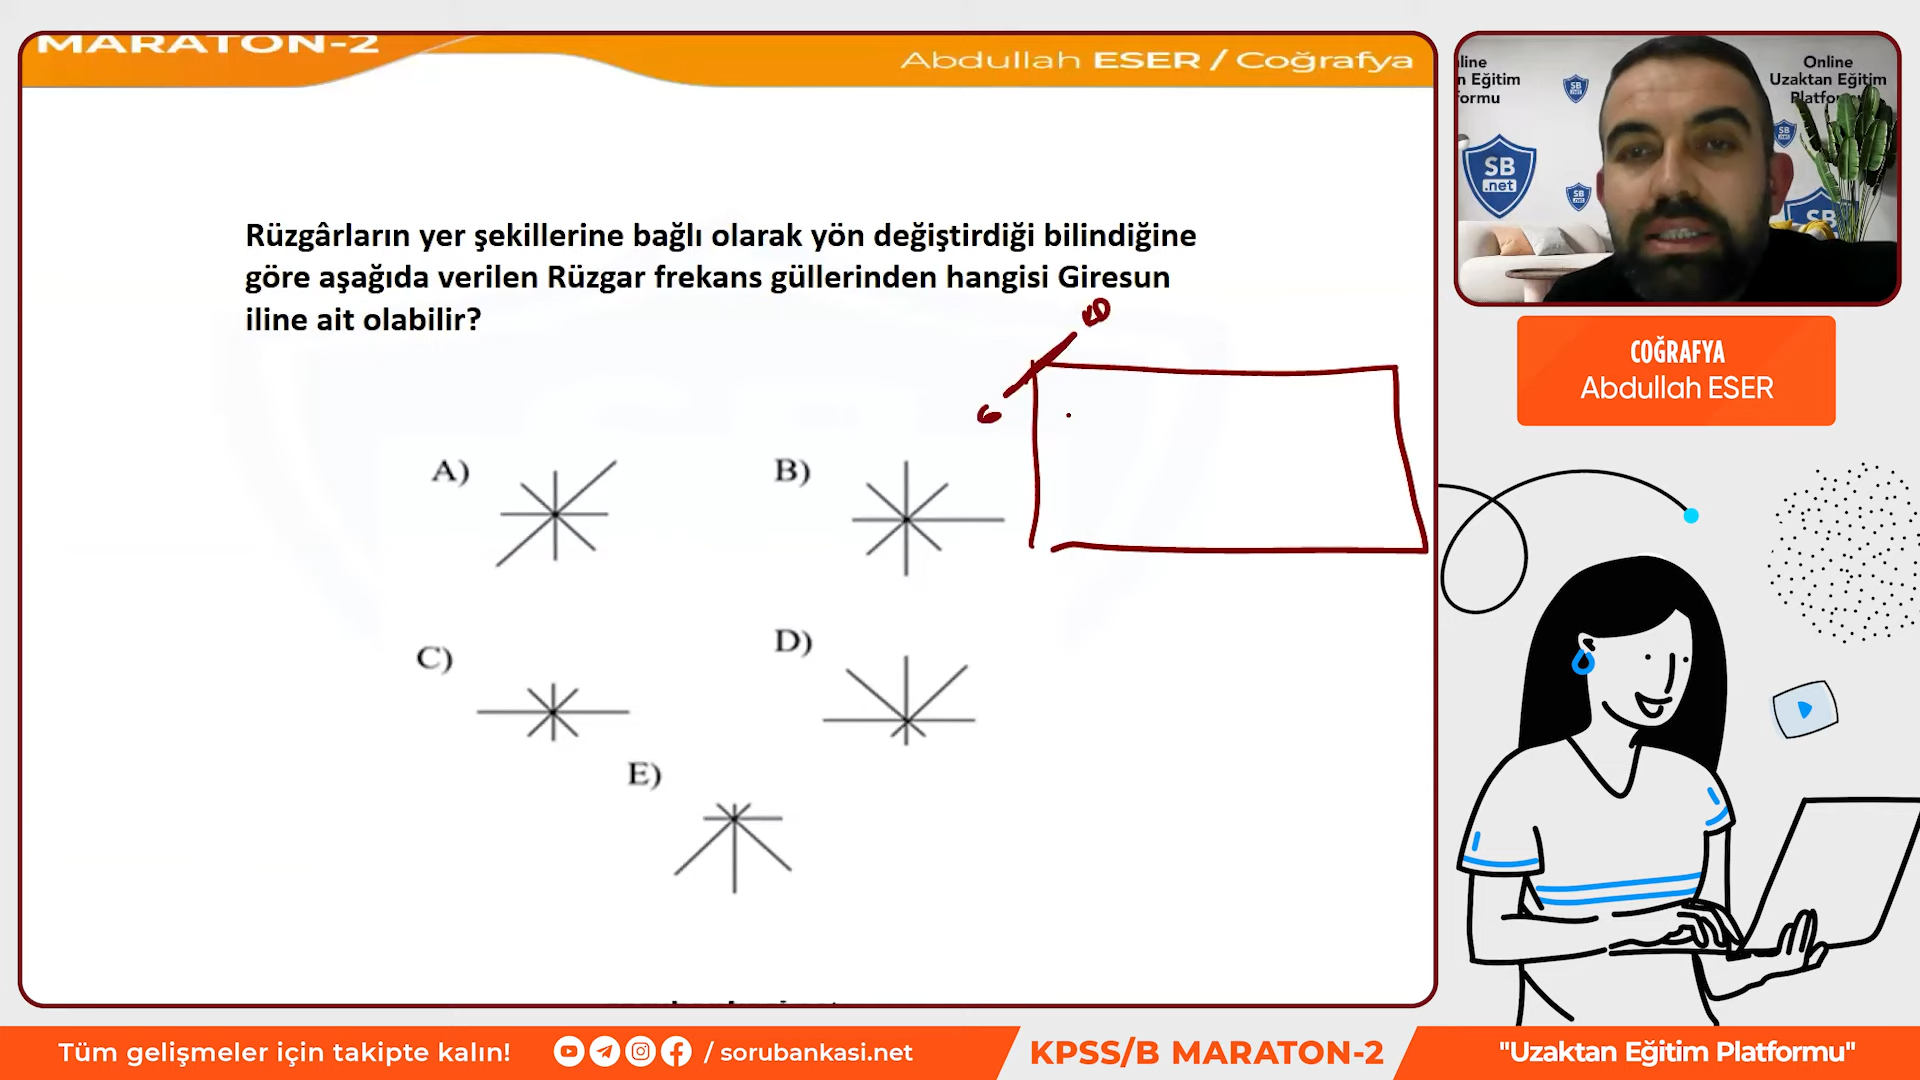 MARATON-2
Abdullah ESER / Coğrafya
Rüzgârların yer şekillerine bağlı olarak yön değiştirdiği bilindiğine
göre aşağıda verilen Rüzgar frekans güllerinden hangisi Giresun
iline ait olabilir?
A)
B)
C)
D)
E)
Online
Uzaktan Eğitim
SB
.net
COĞRAFYA
Abdullah ESER
Tüm gelişmeler için takipte kalın!
/ sorubankasi.net
KPSS/B MARATON-2
"Uzaktan Eğitim Platformu"